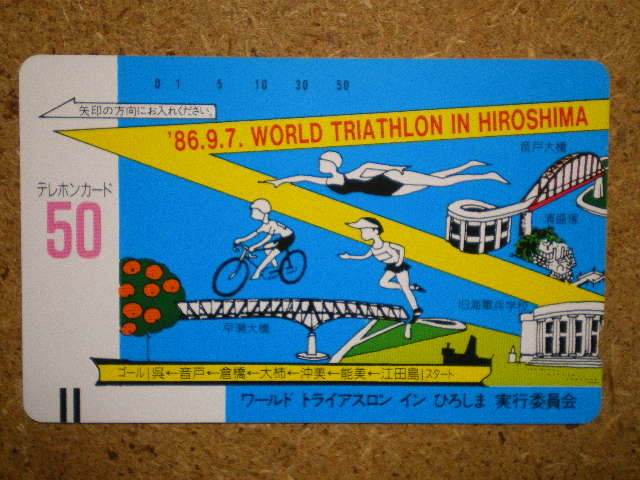 0 1 5 10 30 50
矢印の方向にお入れください。
'86.9.7. WORLD TRIATHLON IN HIROSHIMA
音戸大橋
テレホンカード
50
清盛塚
旧海軍兵学校
早瀬大橋
ゴール|呉←音戸←倉橋←大柿←沖美←能美←江田島|スタート
ワールド トライアスロン イン ひろしま 実行委員会